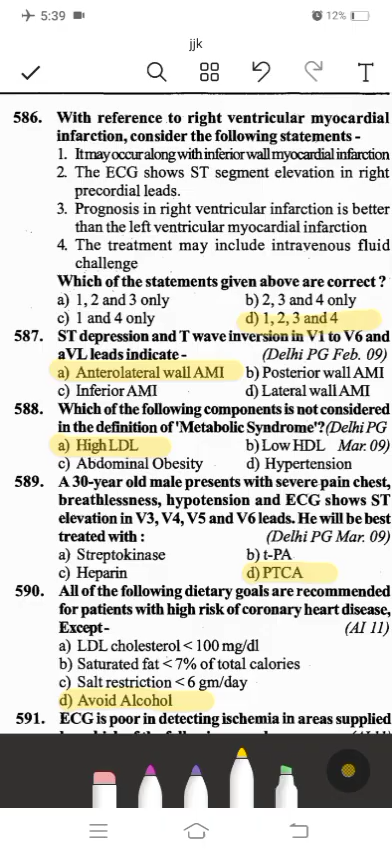 5:39
12%
jjk
T
586. With reference to right ventricular myocardial
infarction, consider the following statements -
1. It may occur along with inferior wall myocardial infarction
2. The ECG shows ST segment elevation in right
precordial leads.
3. Prognosis in right ventricular infarction is better
than the left ventricular myocardial infarction
4. The treatment may include intravenous fluid
challenge
Which of the statements given above are correct ?
a) 1, 2 and 3 only b) 2, 3 and 4 only
c) 1 and 4 only d) 1, 2, 3 and 4
587. ST depression and T wave inversion in V1 to V6 and
aVL leads indicate - (Delhi PG Feb. 09)
a) Anterolateral wall AMI b) Posterior wall AMI
c) Inferior AMI d) Lateral wall AMI
588. Which of the following components is not considered
in the definition of 'Metabolic Syndrome'? (Delhi PG
a) High LDL b) Low HDL Mar. 09)
c) Abdominal Obesity d) Hypertension
589. A 30-year old male presents with severe pain chest,
breathlessness, hypotension and ECG shows ST
elevation in V3, V4, V5 and V6 leads. He will be best
treated with : (Delhi PG Mar. 09)
a) Streptokinase b) t-PA
c) Heparin d) PTCA
590. All of the following dietary goals are recommended
for patients with high risk of coronary heart disease,
Except- (AI 11)
a) LDL cholesterol < 100 mg/dl
b) Saturated fat < 7% of total calories
c) Salt restriction < 6 gm/day
d) Avoid Alcohol
591. ECG is poor in detecting ischemia in areas supplied